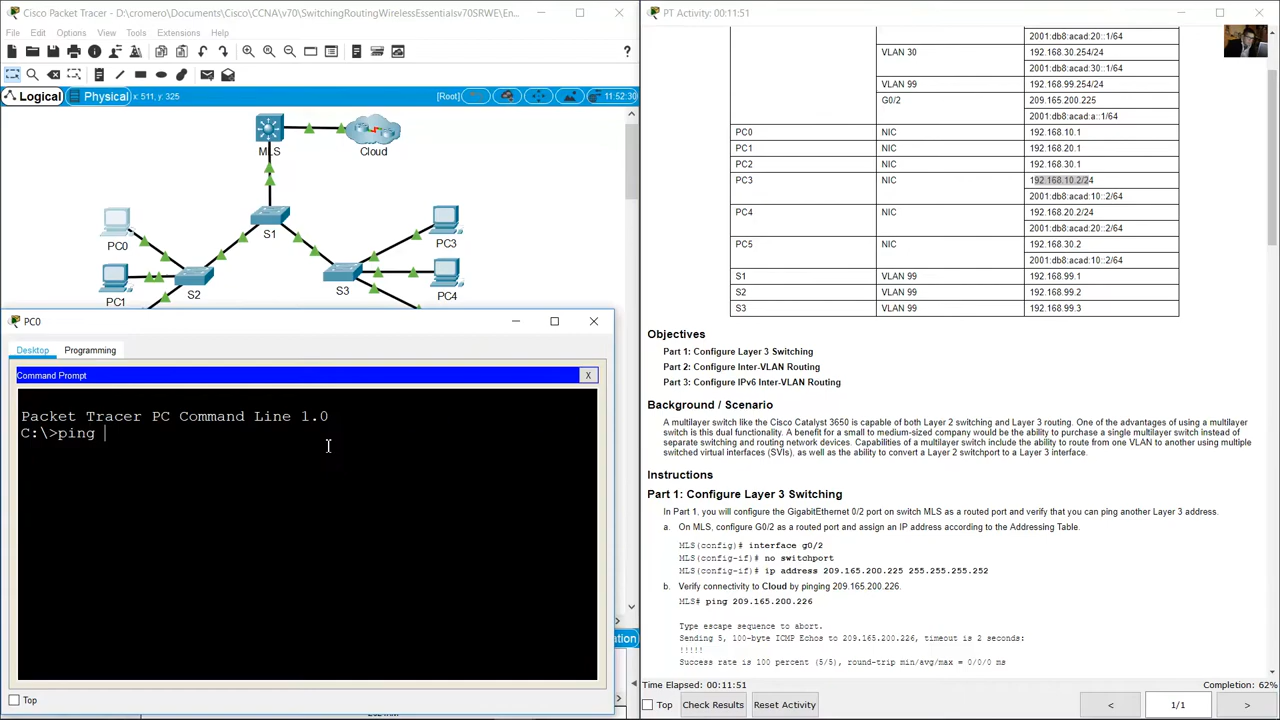 Cisco Packet Tracer - C:\Users\cromero\Documents\Cisco\CCNA\v70\SwitchingRoutingWirelessEssentialsv70SRWE\En...
File Edit Options View Tools Extensions Help
?
Logical Physical x: 511, y: 325 [Root] 11:52:30
MLS
Cloud
PC0
S1
PC3
PC1
S2
S3
PC4
PC0
Desktop Programming
Command Prompt X
Packet Tracer PC Command Line 1.0
C:\>ping
Top
PT Activity: 00:11:51
2001:db8:acad:20::1/64
VLAN 30 192.168.30.254/24
2001:db8:acad:30::1/64
VLAN 99 192.168.99.254/24
G0/2 209.165.200.225
2001:db8:acad:a::1/64
PC0 NIC 192.168.10.1
PC1 NIC 192.168.20.1
PC2 NIC 192.168.30.1
PC3 NIC 192.168.10.2/24
2001:db8:acad:10::2/64
PC4 NIC 192.168.20.2/24
2001:db8:acad:20::2/64
PC5 NIC 192.168.30.2
2001:db8:acad:10::2/64
S1 VLAN 99 192.168.99.1
S2 VLAN 99 192.168.99.2
S3 VLAN 99 192.168.99.3
Objectives
Part 1: Configure Layer 3 Switching
Part 2: Configure Inter-VLAN Routing
Part 3: Configure IPv6 Inter-VLAN Routing
Background / Scenario
A multilayer switch like the Cisco Catalyst 3650 is capable of both Layer 2 switching and Layer 3 routing. One of the advantages of using a multilayer
switch is this dual functionality. A benefit for a small to medium-sized company would be the ability to purchase a single multilayer switch instead of
separate switching and routing network devices. Capabilities of a multilayer switch include the ability to route from one VLAN to another using multiple
switched virtual interfaces (SVIs), as well as the ability to convert a Layer 2 switchport to a Layer 3 interface.
Instructions
Part 1: Configure Layer 3 Switching
In Part 1, you will configure the GigabitEthernet 0/2 port on switch MLS as a routed port and verify that you can ping another Layer 3 address.
a. On MLS, configure G0/2 as a routed port and assign an IP address according to the Addressing Table.
MLS(config)# interface g0/2
MLS(config-if)# no switchport
MLS(config-if)# ip address 209.165.200.225 255.255.255.252
b. Verify connectivity to Cloud by pinging 209.165.200.226.
MLS# ping 209.165.200.226
Type escape sequence to abort.
Sending 5, 100-byte ICMP Echos to 209.165.200.226, timeout is 2 seconds:
!!!!!
Success rate is 100 percent (5/5), round-trip min/avg/max = 0/0/0 ms
Time Elapsed: 00:11:51 Completion: 62%
Top Check Results Reset Activity < 1/1 >